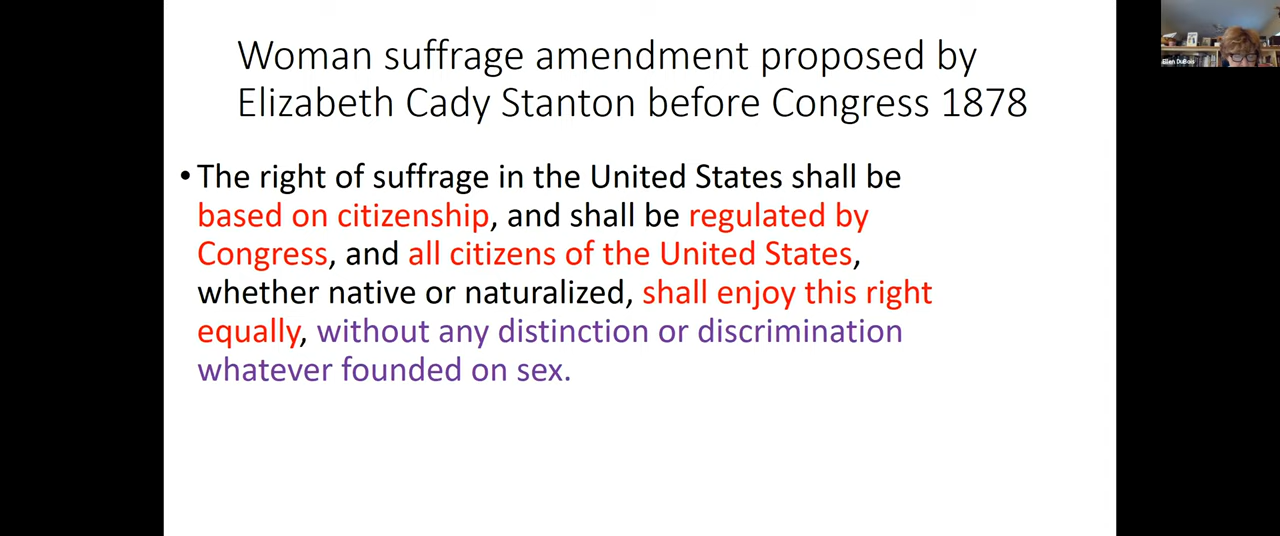 Woman suffrage amendment proposed by
Elizabeth Cady Stanton before Congress 1878
• The right of suffrage in the United States shall be
based on citizenship, and shall be regulated by
Congress, and all citizens of the United States,
whether native or naturalized, shall enjoy this right
equally, without any distinction or discrimination
whatever founded on sex.
Ellen DuBois